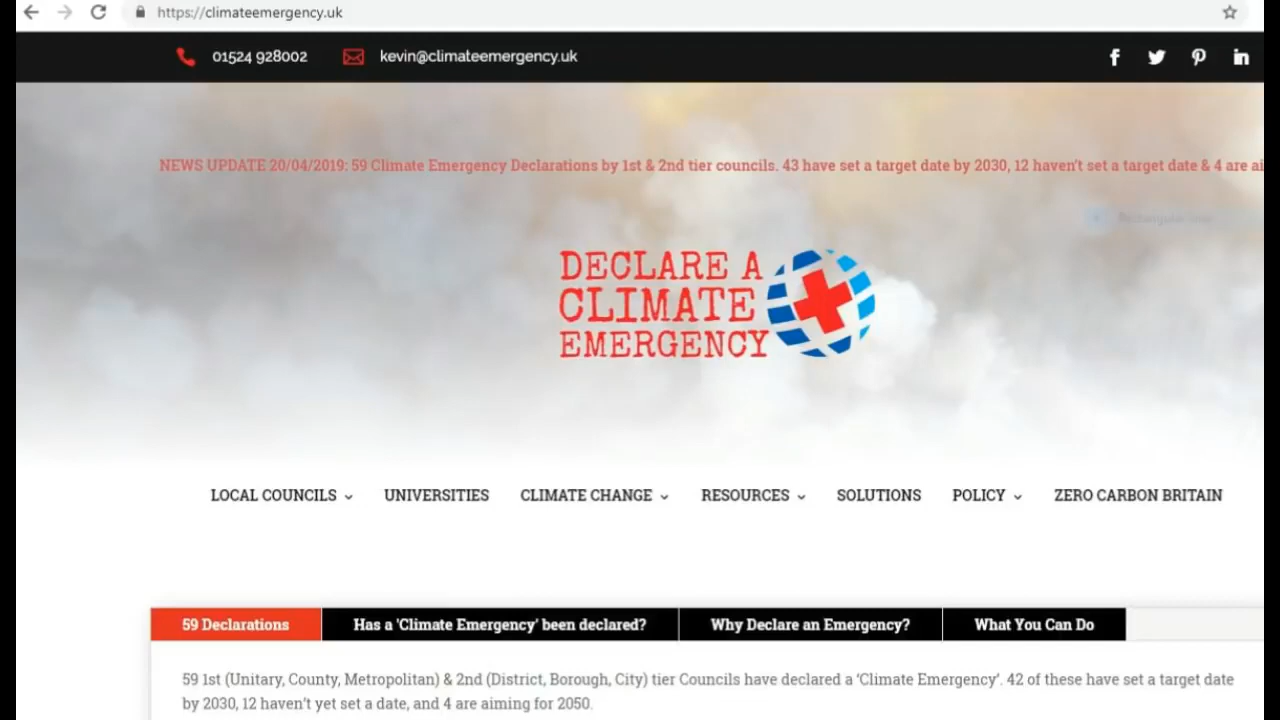 https://climateemergency.uk
01524 928002 kevin@climateemergency.uk
NEWS UPDATE 20/04/2019: 59 Climate Emergency Declarations by 1st & 2nd tier councils. 43 have set a target date by 2030, 12 haven't set a target date & 4 are ai
DECLARE A
CLIMATE
EMERGENCY
LOCAL COUNCILS UNIVERSITIES CLIMATE CHANGE RESOURCES SOLUTIONS POLICY ZERO CARBON BRITAIN
59 Declarations Has a 'Climate Emergency' been declared? Why Declare an Emergency? What You Can Do
59 1st (Unitary, County, Metropolitan) & 2nd (District, Borough, City) tier Councils have declared a 'Climate Emergency'. 42 of these have set a target date
by 2030, 12 haven't yet set a date, and 4 are aiming for 2050.